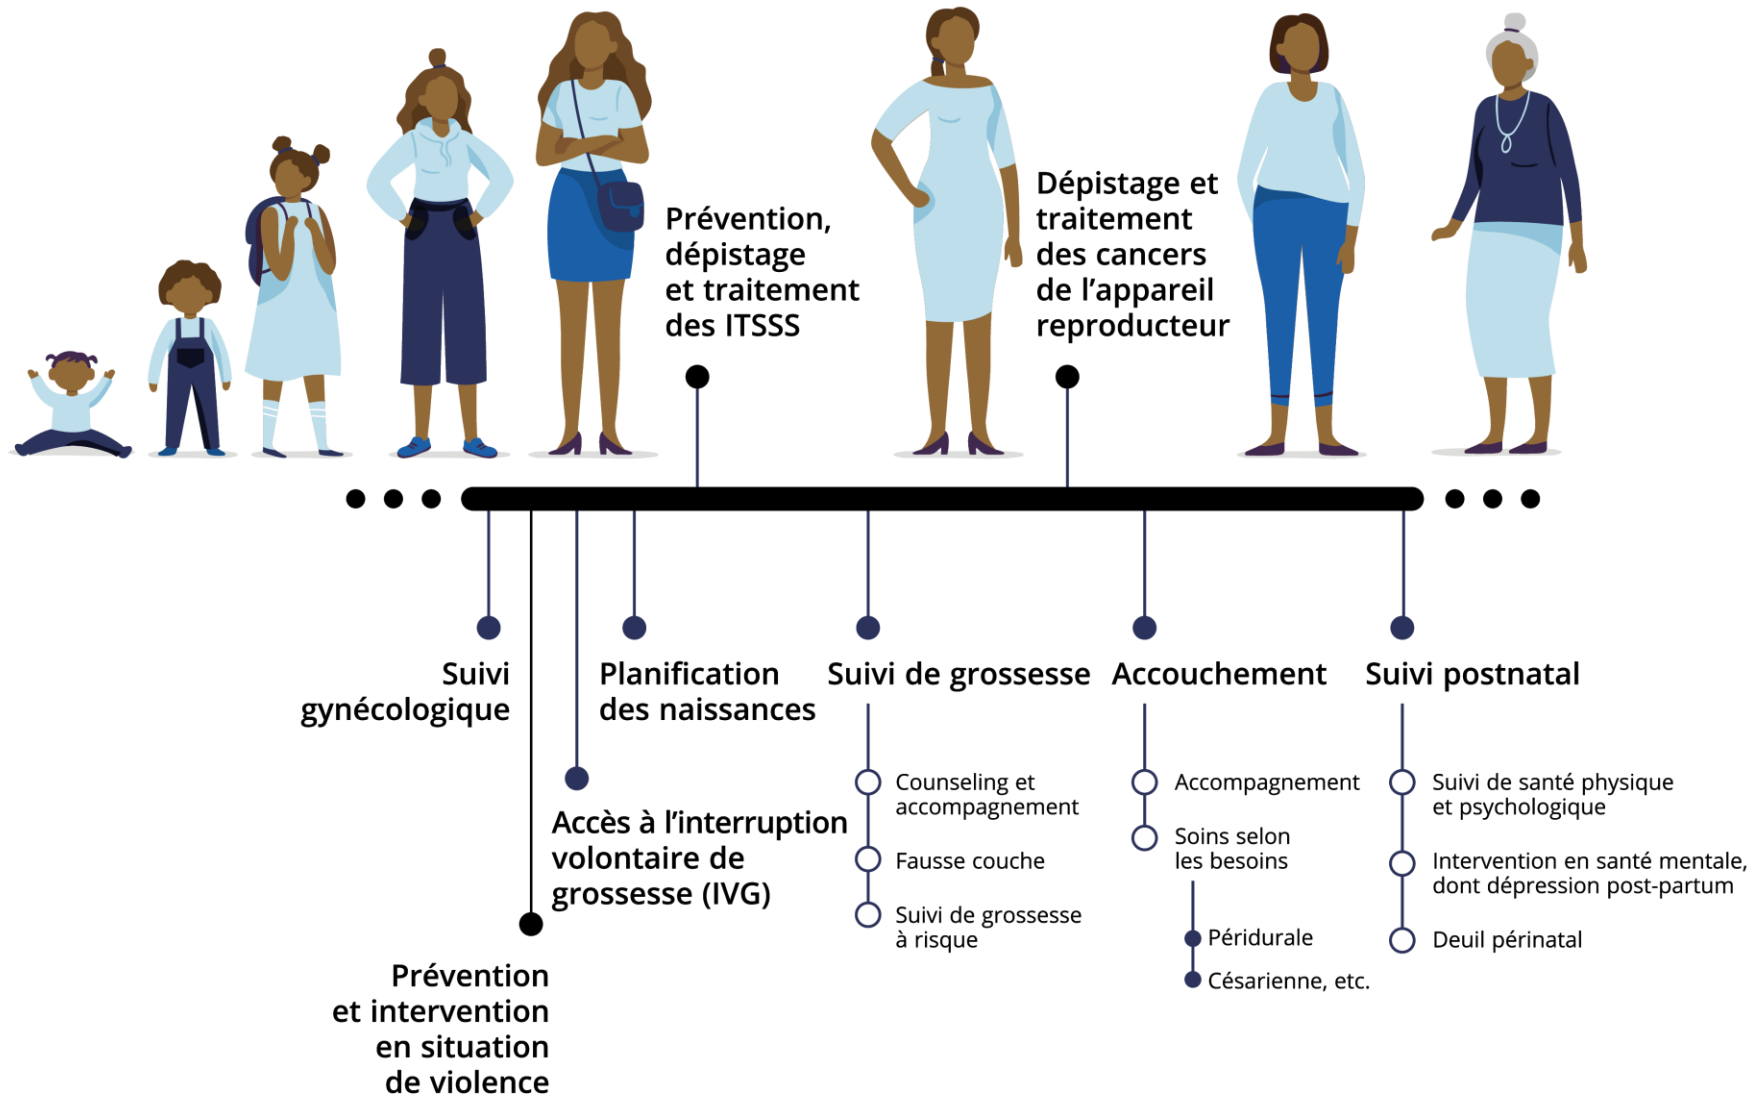 Prévention,
dépistage
et traitement
des ITSSS
Dépistage et
traitement
des cancers
de l’appareil
reproducteur
Suivi
gynécologique
Prévention
et intervention
en situation
de violence
Accès à l’interruption
volontaire de
grossesse (IVG)
Planification
des naissances
Suivi de grossesse
Counseling et
accompagnement
Fausse couche
Suivi de grossesse
à risque
Accouchement
Accompagnement
Soins selon
les besoins
Péridurale
Césarienne, etc.
Suivi postnatal
Suivi de santé physique
et psychologique
Intervention en santé mentale,
dont dépression post-partum
Deuil périnatal